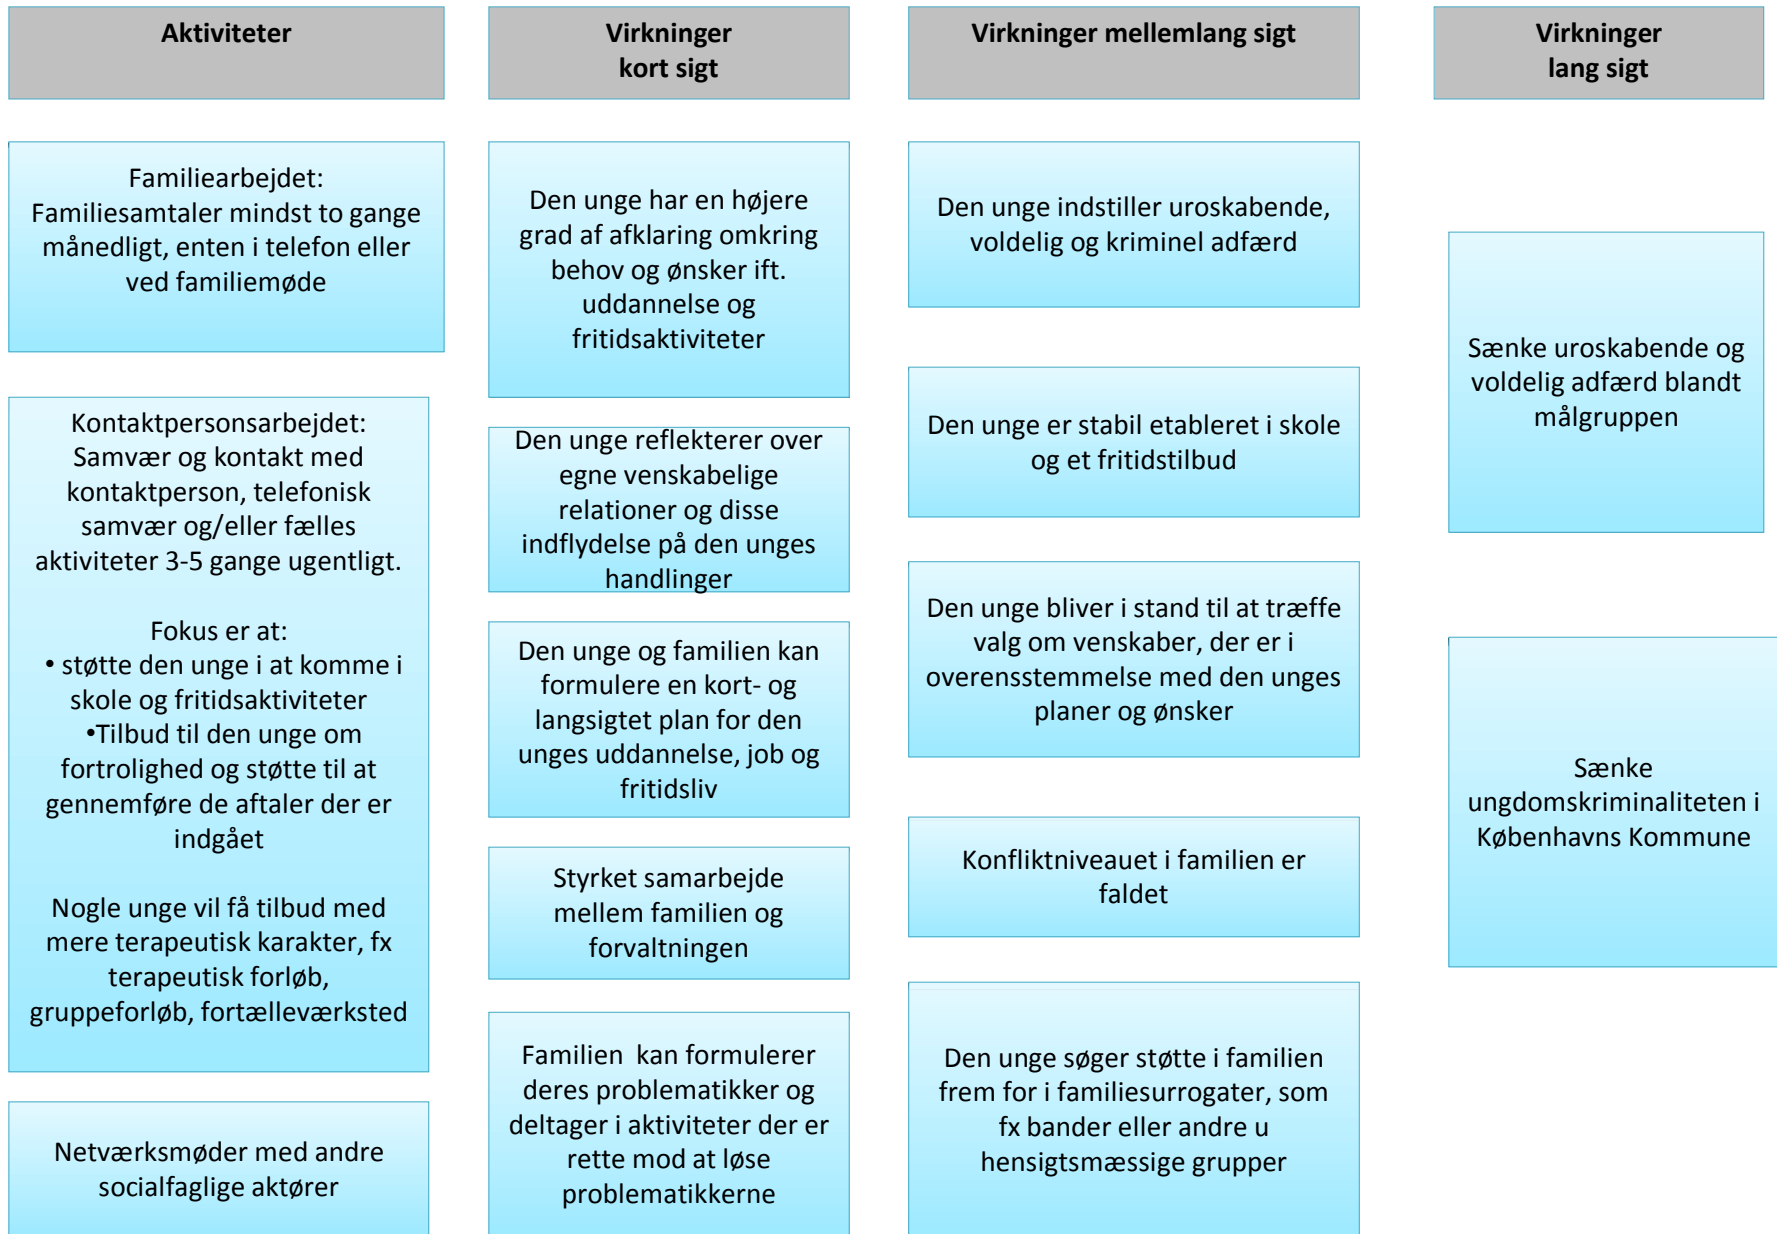 Aktiviteter
Virkninger
kort sigt
Virkninger mellemlang sigt
Virkninger
lang sigt
Familiearbejdet:
Familiesamtaler mindst to gange
månedligt, enten i telefon eller
ved familiemøde
Kontaktpersonsarbejdet:
Samvær og kontakt med
kontaktperson, telefonisk
samvær og/eller fælles
aktiviteter 3-5 gange ugentligt.
Fokus er at:
• støtte den unge i at komme i
skole og fritidsaktiviteter
•Tilbud til den unge om
fortrolighed og støtte til at
gennemføre de aftaler der er
indgået
Nogle unge vil få tilbud med
mere terapeutisk karakter, fx
terapeutisk forløb,
gruppeforløb, fortælleværksted
Netværksmøder med andre
socialfaglige aktører
Den unge har en højere
grad af afklaring omkring
behov og ønsker ift.
uddannelse og
fritidsaktiviteter
Den unge reflekterer over
egne venskabelige
relationer og disse
indflydelse på den unges
handlinger
Den unge og familien kan
formulere en kort- og
langsigtet plan for den
unges uddannelse, job og
fritidsliv
Styrket samarbejde
mellem familien og
forvaltningen
Familien  kan formulerer
deres problematikker og
deltager i aktiviteter der er
rette mod at løse
problematikkerne
Den unge indstiller uroskabende,
voldelig og kriminel adfærd
Den unge er stabil etableret i skole
og et fritidstilbud
Den unge bliver i stand til at træffe
valg om venskaber, der er i
overensstemmelse med den unges
planer og ønsker
Konfliktniveauet i familien er
faldet
Den unge søger støtte i familien
frem for i familiesurrogater, som
fx bander eller andre u
hensigtsmæssige grupper
Sænke uroskabende og
voldelig adfærd blandt
målgruppen
Sænke
ungdomskriminaliteten i
Københavns Kommune